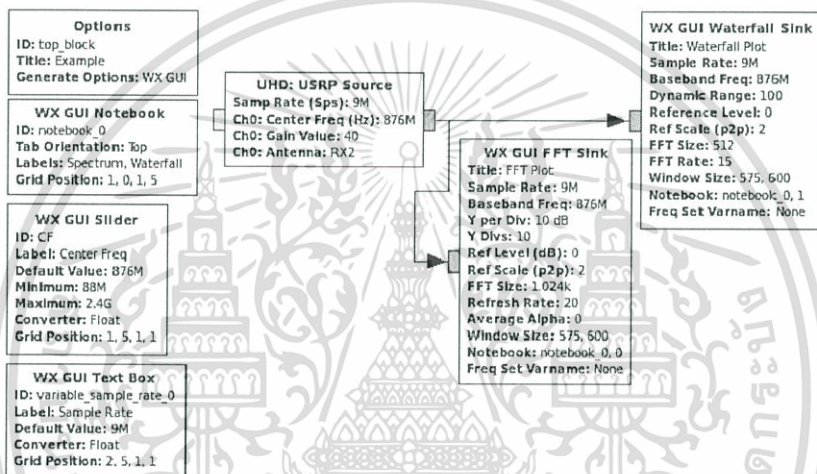 Options
ID: top_block
Title: Example
Generate Options: WX GUI
WX GUI Notebook
ID: notebook_0
Tab Orientation: Top
Labels: Spectrum, Waterfall
Grid Position: 1, 0, 1, 5
WX GUI Slider
ID: CF
Label: Center Freq
Default Value: 876M
Minimum: 88M
Maximum: 2.4G
Converter: Float
Grid Position: 1, 5, 1, 1
WX GUI Text Box
ID: variable_sample_rate_0
Label: Sample Rate
Default Value: 9M
Converter: Float
Grid Position: 2, 5, 1, 1
UHD: USRP Source
Samp Rate (Sps): 9M
Ch0: Center Freq (Hz): 876M
Ch0: Gain Value: 40
Ch0: Antenna: RX2
WX GUI FFT Sink
Title: FFT Plot
Sample Rate: 9M
Baseband Freq: 876M
Y per Div: 10 dB
Y Divs: 10
Ref Level (dB): 0
Ref Scale (p2p): 2
FFT Size: 1.024k
Refresh Rate: 20
Average Alpha: 0
Window Size: 575, 600
Notebook: notebook_0, 0
Freq Set Varname: None
WX GUI Waterfall Sink
Title: Waterfall Plot
Sample Rate: 9M
Baseband Freq: 876M
Dynamic Range: 100
Reference Level: 0
Ref Scale (p2p): 2
FFT Size: 512
FFT Rate: 15
Window Size: 575, 600
Notebook: notebook_0, 1
Freq Set Varname: None